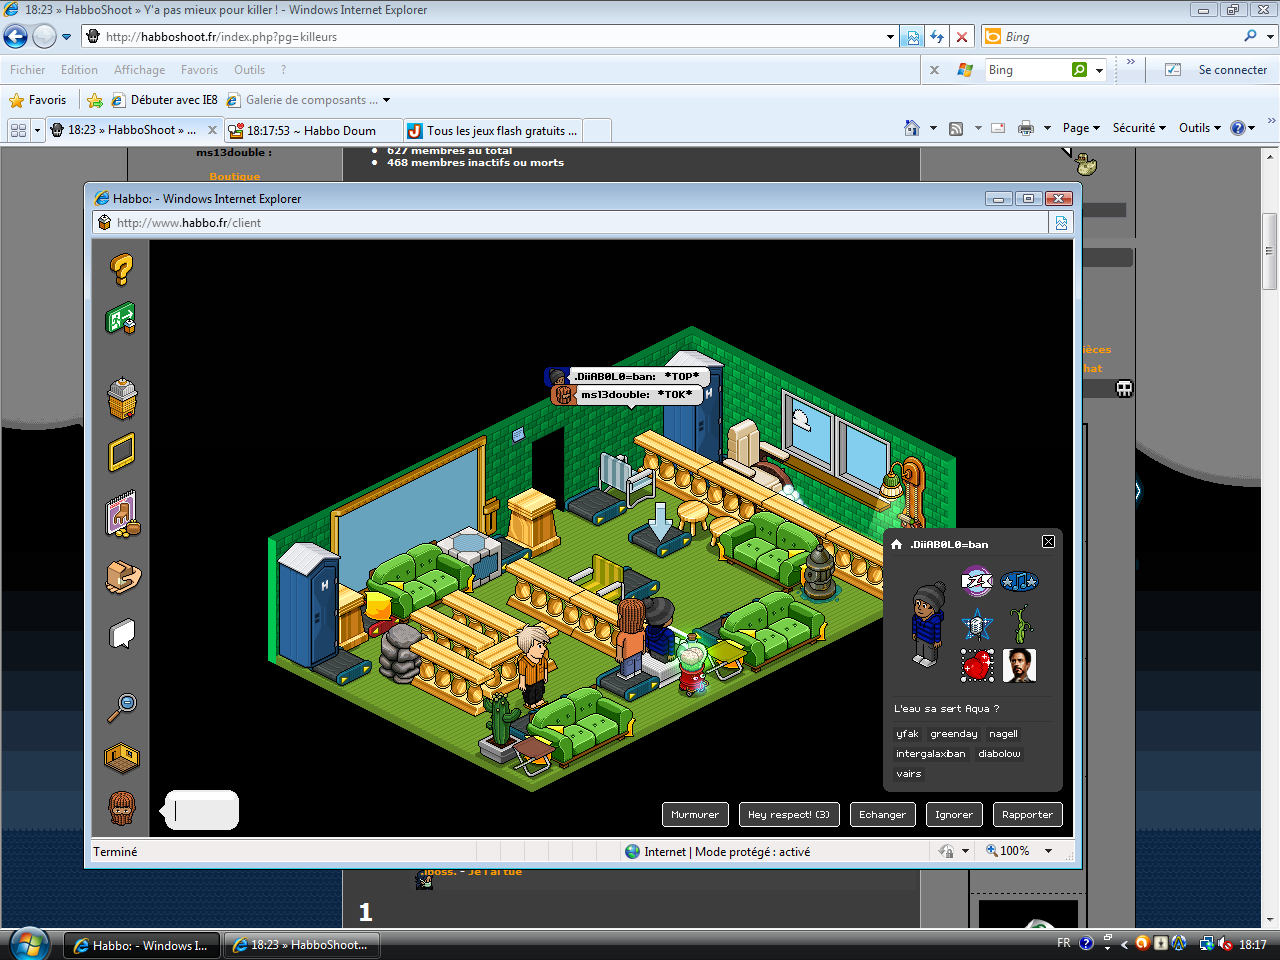 18:23 » HabboShoot » Y'a pas mieux pour killer ! - Windows Internet Explorer
http://habboshoot.fr/index.php?pg=killeurs
Bing
Fichier Edition Affichage Favoris Outils ?
Bing
Se connecter
Favoris
Débuter avec IE8
Galerie de composants ...
18:23 » HabboShoot » ...
18:17:53 ~ Habbo Doum
Tous les jeux flash gratuits ...
Page
Sécurité
Outils
ms13double :
Boutique
627 membres au total
468 membres inactifs ou morts
Habbo: - Windows Internet Explorer
http://www.habbo.fr/client
ièces
hat
.DiiAB0L0=ban: *TOP*
ms13double: *TOK*
H
H
.DiiAB0L0=ban
L'eau sa sert Aqua ?
yfak greenday nagell
intergalaxiban diabolow
vairs
Murmurer
Hey respect! (3)
Echanger
Ignorer
Rapporter
Terminé
Internet | Mode protégé : activé
100%
.iboss. - Je l'ai tué
1
Habbo: - Windows I...
18:23 » HabboShoot...
FR
18:17